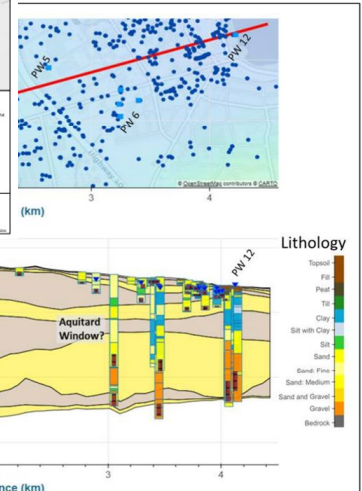 PW 5
PW 12
PW 6
© OpenStreetMap contributors © CARTO
3
4
(km)
Lithology
PW 12
Topsoil
Fill
Peat
Till
Clay
Silt with Clay
Silt
Sand
Sand: Fine
Sand: Medium
Sand and Gravel
Gravel
Bedrock
Aquitard
Window?
3
4
nce (km)